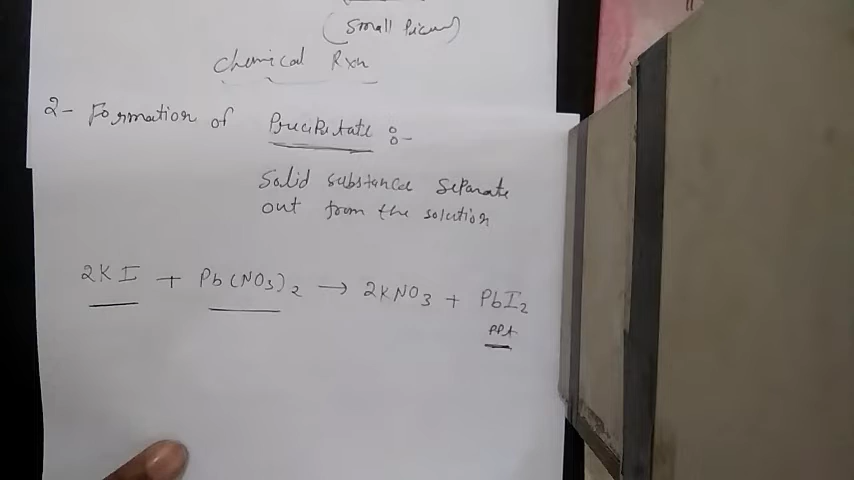 (Small Pieces)
Chemical Rxn
2- Formation of Precipitate :-
Solid substance separate
out from the solution
2KI + Pb(NO3)2 → 2KNO3 + PbI2
PPt